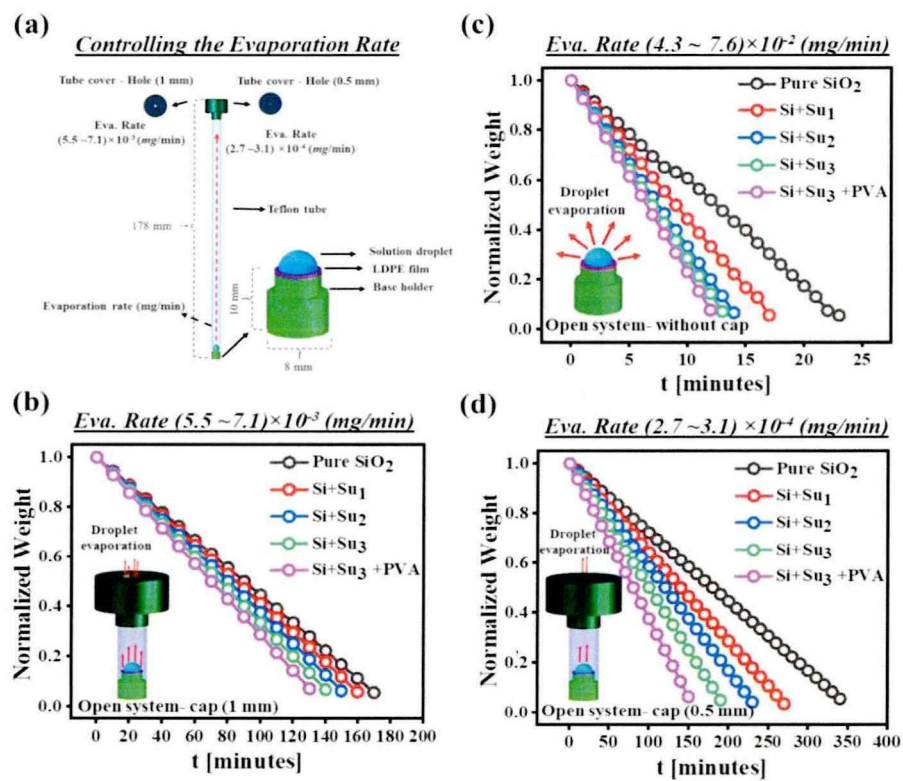 (a)
Controlling the Evaporation Rate
Tube cover - Hole (1 mm)
Tube cover - Hole (0.5 mm)
Eva. Rate
(5.5 ~7.1)×10⁻³ (mg/min)
Eva. Rate
(2.7 ~3.1) ×10⁻⁴ (mg/min)
178 mm
Teflon tube
Solution droplet
LDPE film
Base holder
10 mm
8 mm
Evaporation rate (mg/min)
(c)
Eva. Rate (4.3 ~ 7.6)×10⁻² (mg/min)
Normalized Weight
1.0
0.8
0.6
0.4
0.2
0.0
Pure SiO₂
Si+Su₁
Si+Su₂
Si+Su₃
Si+Su₃ +PVA
Droplet
evaporation
Open system- without cap
0 5 10 15 20 25
t [minutes]
(b)
Eva. Rate (5.5 ~7.1)×10⁻³ (mg/min)
Normalized Weight
1.0
0.8
0.6
0.4
0.2
0.0
Pure SiO₂
Si+Su₁
Si+Su₂
Si+Su₃
Si+Su₃ +PVA
Droplet
evaporation
Open system- cap (1 mm)
0 20 40 60 80 100 120 140 160 180 200
t [minutes]
(d)
Eva. Rate (2.7 ~3.1) ×10⁻⁴ (mg/min)
Normalized Weight
1.0
0.8
0.6
0.4
0.2
0.0
Pure SiO₂
Si+Su₁
Si+Su₂
Si+Su₃
Si+Su₃ +PVA
Droplet
evaporation
Open system- cap (0.5 mm)
0 50 100 150 200 250 300 350 400
t [minutes]